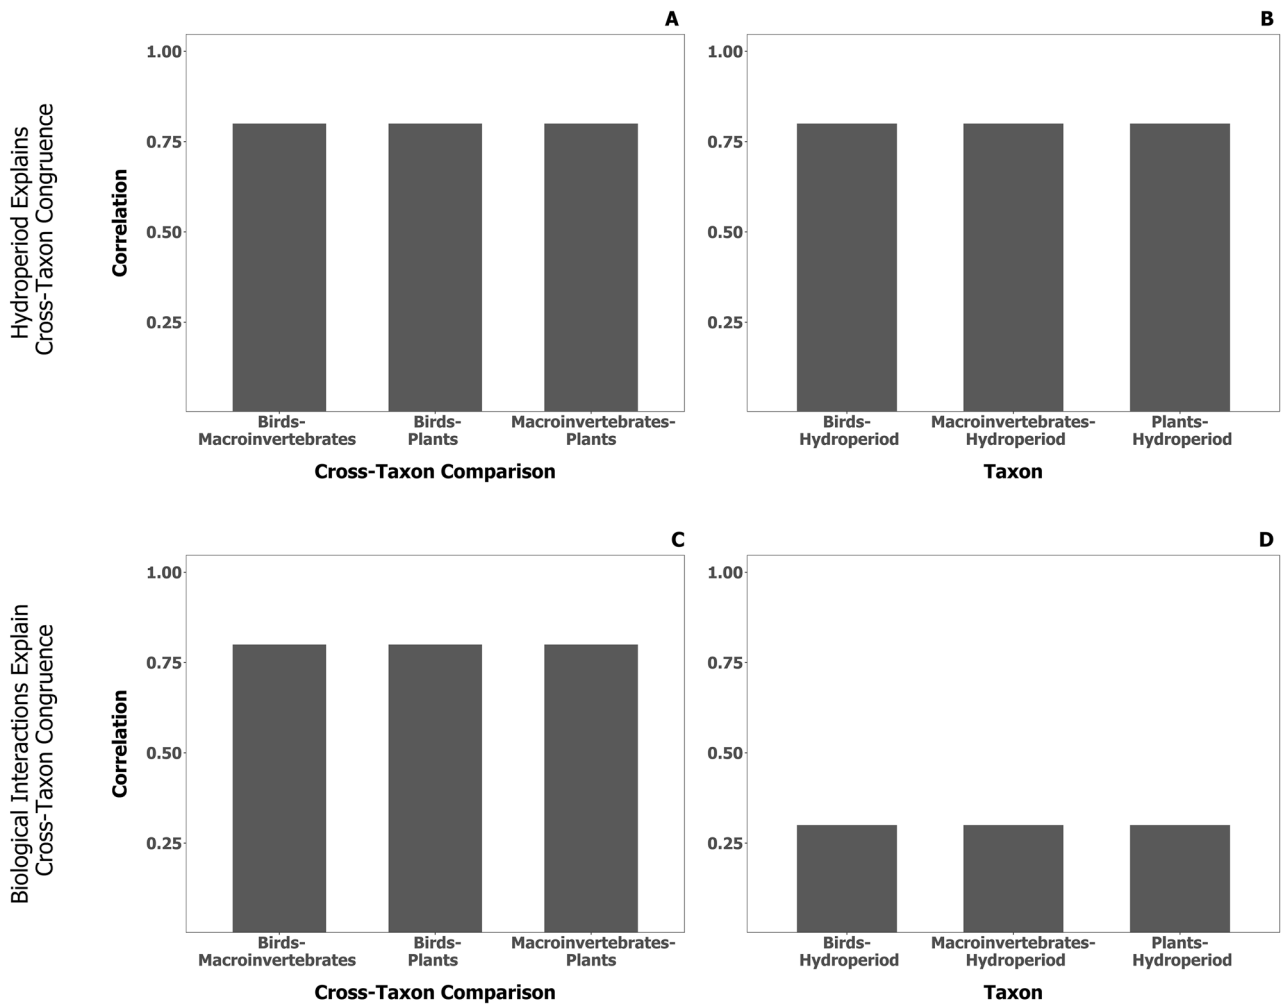 A
Hydroperiod Explains
Cross-Taxon Congruence
Correlation
1.00
0.75
0.50
0.25
Birds-
Macroinvertebrates
Birds-
Plants
Macroinvertebrates-
Plants
Cross-Taxon Comparison
B
1.00
0.75
0.50
0.25
Birds-
Hydroperiod
Macroinvertebrates-
Hydroperiod
Plants-
Hydroperiod
Taxon
C
Biological Interactions Explain
Cross-Taxon Congruence
Correlation
1.00
0.75
0.50
0.25
Birds-
Macroinvertebrates
Birds-
Plants
Macroinvertebrates-
Plants
Cross-Taxon Comparison
D
1.00
0.75
0.50
0.25
Birds-
Hydroperiod
Macroinvertebrates-
Hydroperiod
Plants-
Hydroperiod
Taxon